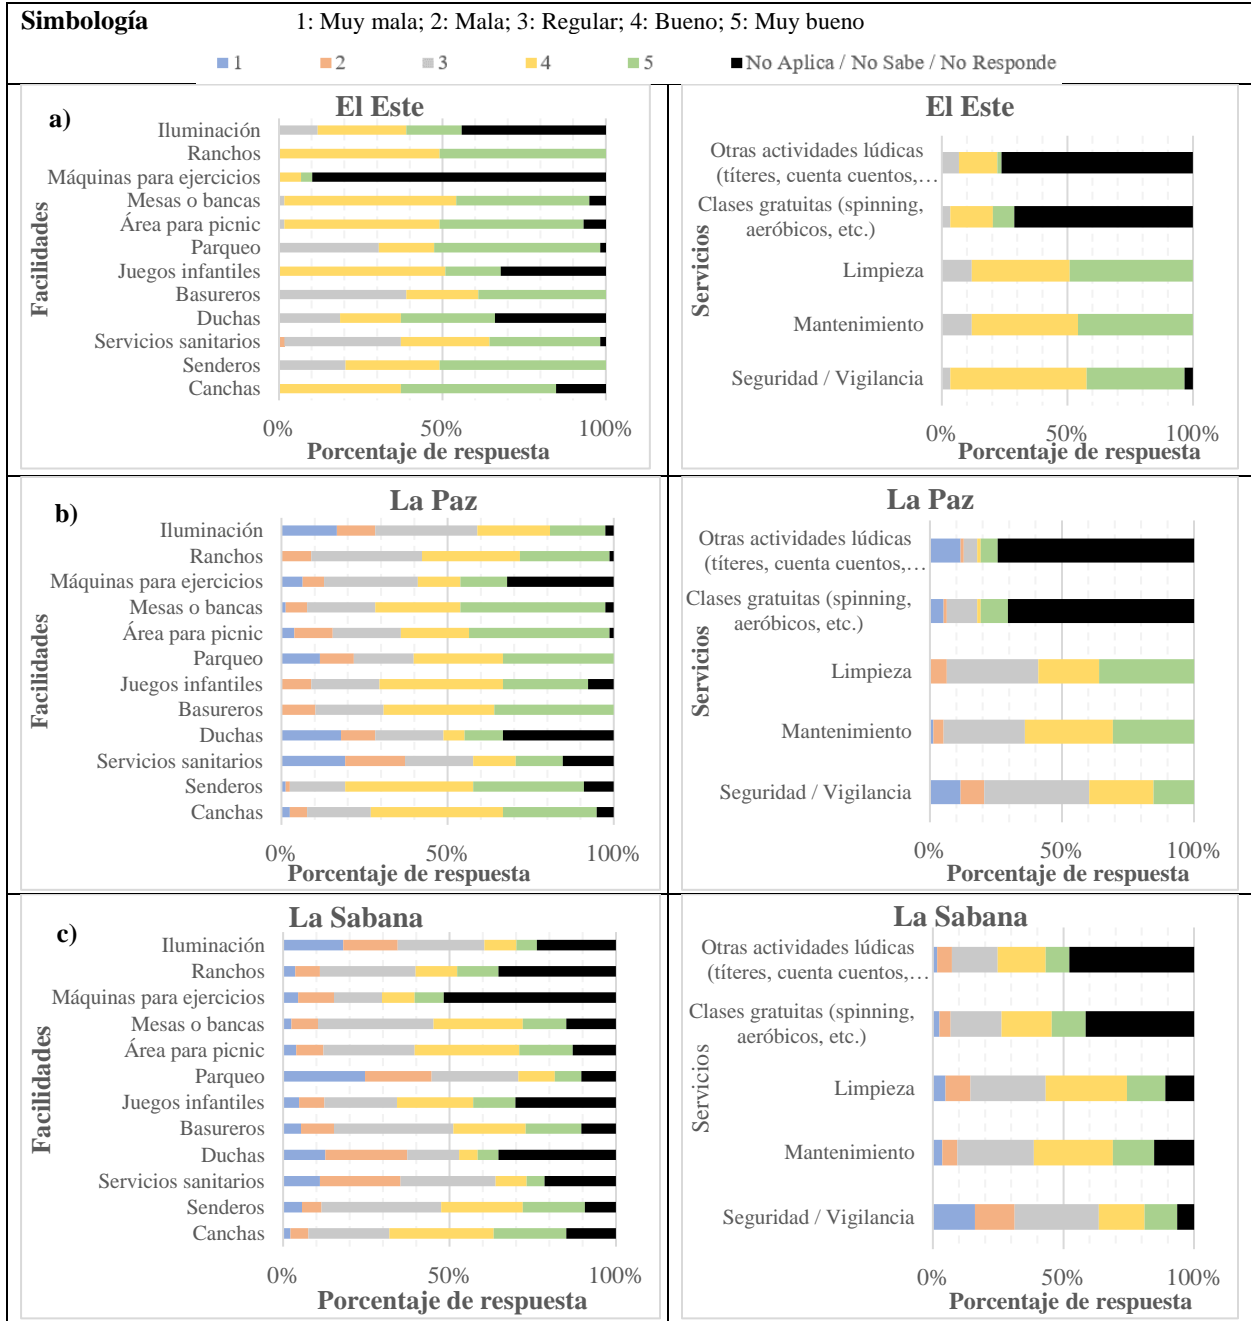 Simbología 1: Muy mala; 2: Mala; 3: Regular; 4: Bueno; 5: Muy bueno
1 2 3 4 5 No Aplica / No Sabe / No Responde
a)
El Este
Facilidades
Iluminación
Ranchos
Máquinas para ejercicios
Mesas o bancas
Área para picnic
Parqueo
Juegos infantiles
Basureros
Duchas
Servicios sanitarios
Senderos
Canchas
0% 50% 100%
Porcentaje de respuesta
El Este
Servicios
Otras actividades lúdicas
(títeres, cuenta cuentos,…
Clases gratuitas (spinning,
aeróbicos, etc.)
Limpieza
Mantenimiento
Seguridad / Vigilancia
0% 50% 100%
Porcentaje de respuesta
b)
La Paz
Facilidades
Iluminación
Ranchos
Máquinas para ejercicios
Mesas o bancas
Área para picnic
Parqueo
Juegos infantiles
Basureros
Duchas
Servicios sanitarios
Senderos
Canchas
0% 50% 100%
Porcentaje de respuesta
La Paz
Servicios
Otras actividades lúdicas
(títeres, cuenta cuentos,…
Clases gratuitas (spinning,
aeróbicos, etc.)
Limpieza
Mantenimiento
Seguridad / Vigilancia
0% 50% 100%
Porcentaje de respuesta
c)
La Sabana
Facilidades
Iluminación
Ranchos
Máquinas para ejercicios
Mesas o bancas
Área para picnic
Parqueo
Juegos infantiles
Basureros
Duchas
Servicios sanitarios
Senderos
Canchas
0% 50% 100%
Porcentaje de respuesta
La Sabana
Servicios
Otras actividades lúdicas
(títeres, cuenta cuentos,…
Clases gratuitas (spinning,
aeróbicos, etc.)
Limpieza
Mantenimiento
Seguridad / Vigilancia
0% 50% 100%
Porcentaje de respuesta